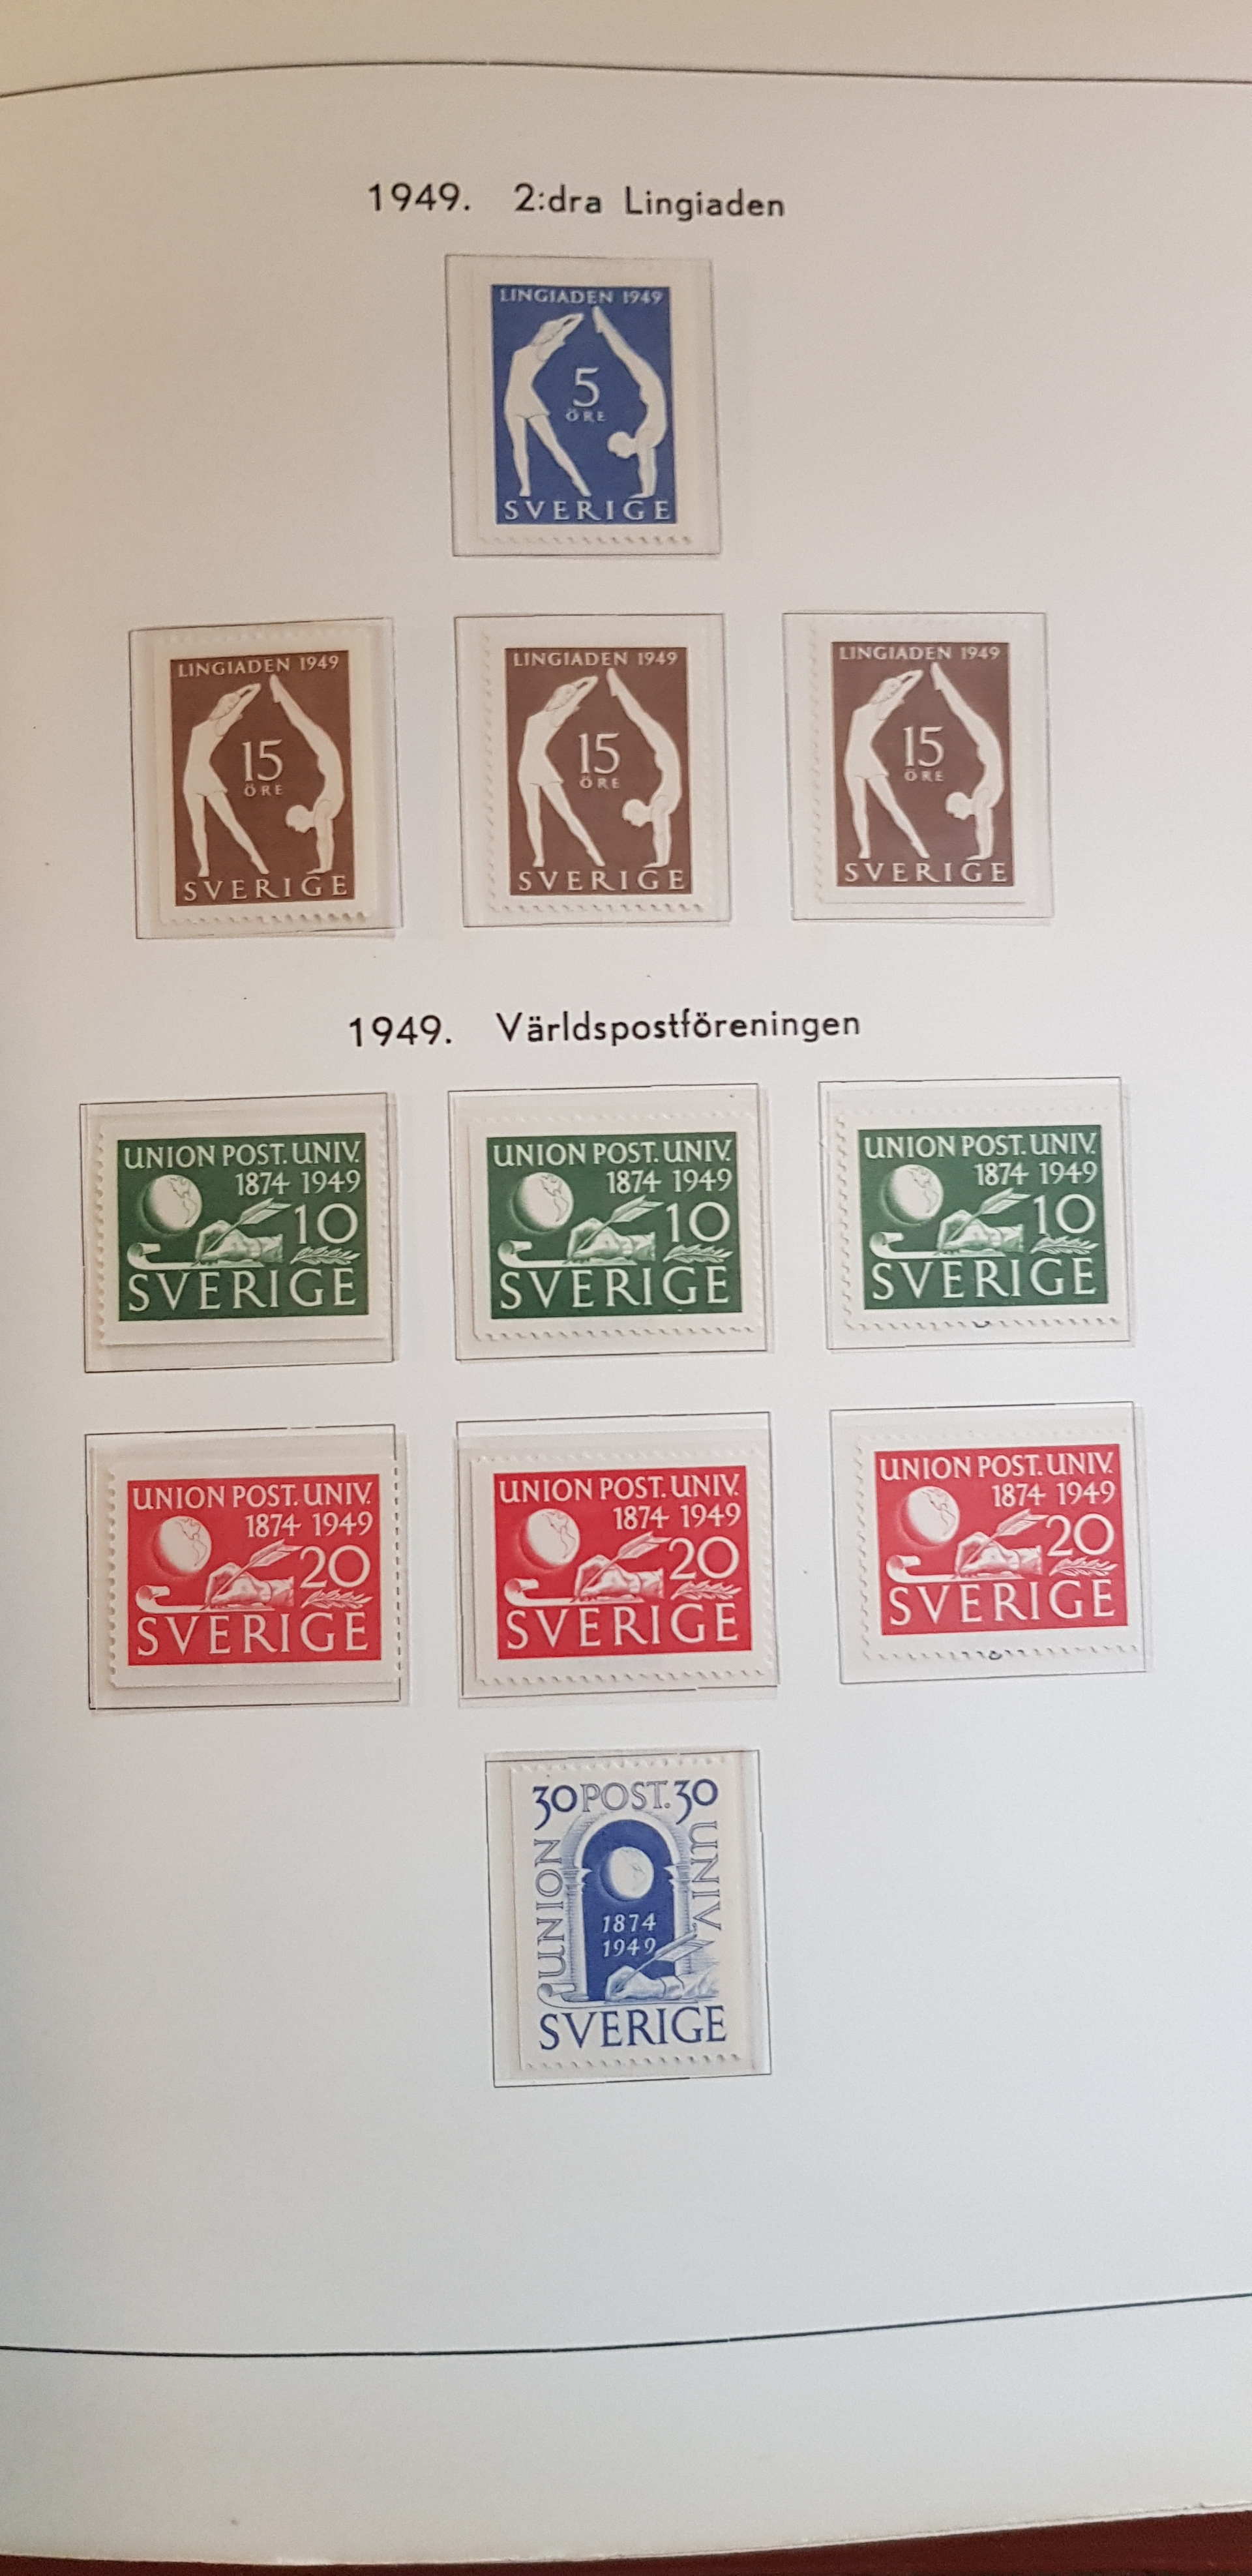 1949. 2:dra Lingiaden
LINGIADEN 1949
5
ÖRE
SVERIGE
LINGIADEN 1949
15
ÖRE
SVERIGE
LINGIADEN 1949
15
ÖRE
SVERIGE
LINGIADEN 1949
15
ÖRE
SVERIGE
1949. Världspostföreningen
UNION POST. UNIV.
1874 1949
10
SVERIGE
UNION POST. UNIV.
1874 1949
10
SVERIGE
UNION POST. UNIV.
1874 1949
10
SVERIGE
UNION POST. UNIV.
1874 1949
20
SVERIGE
UNION POST. UNIV.
1874 1949
20
SVERIGE
UNION POST. UNIV.
1874 1949
20
SVERIGE
30 POST. 30
UNION
UNIV.
1874
1949
SVERIGE